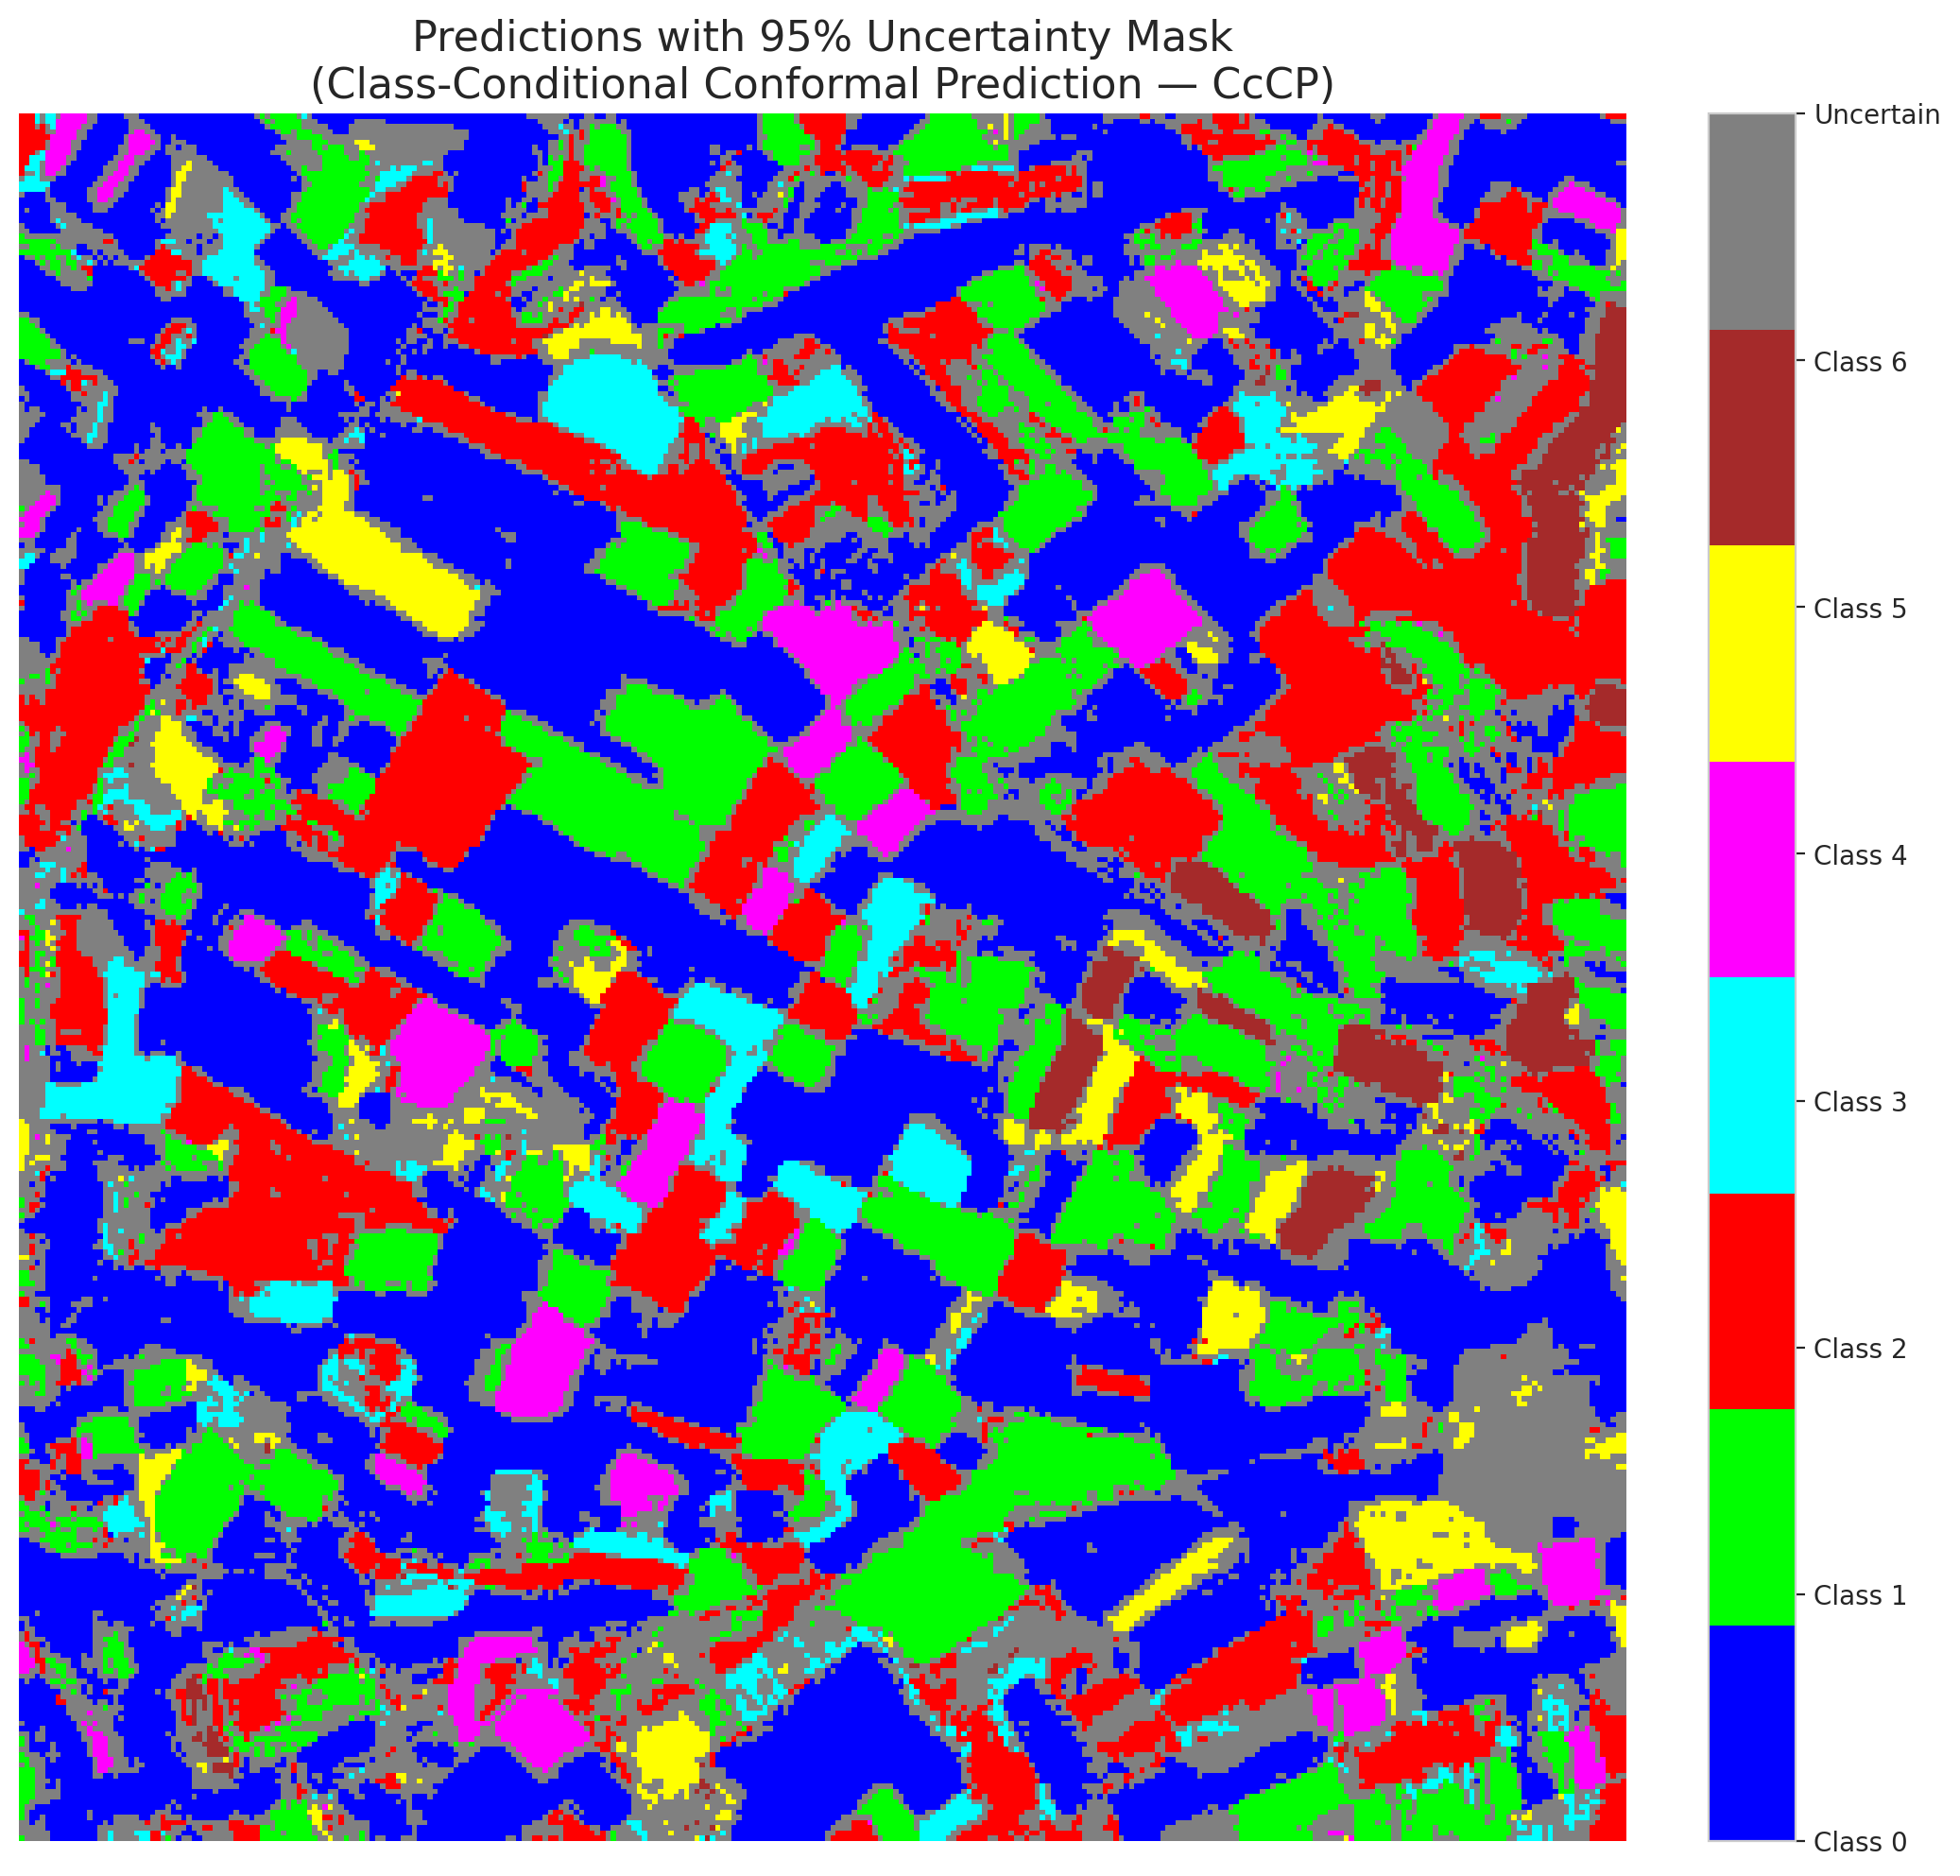 Predictions with 95% Uncertainty Mask
(Class-Conditional Conformal Prediction — CcCP)
Uncertain
Class 6
Class 5
Class 4
Class 3
Class 2
Class 1
Class 0